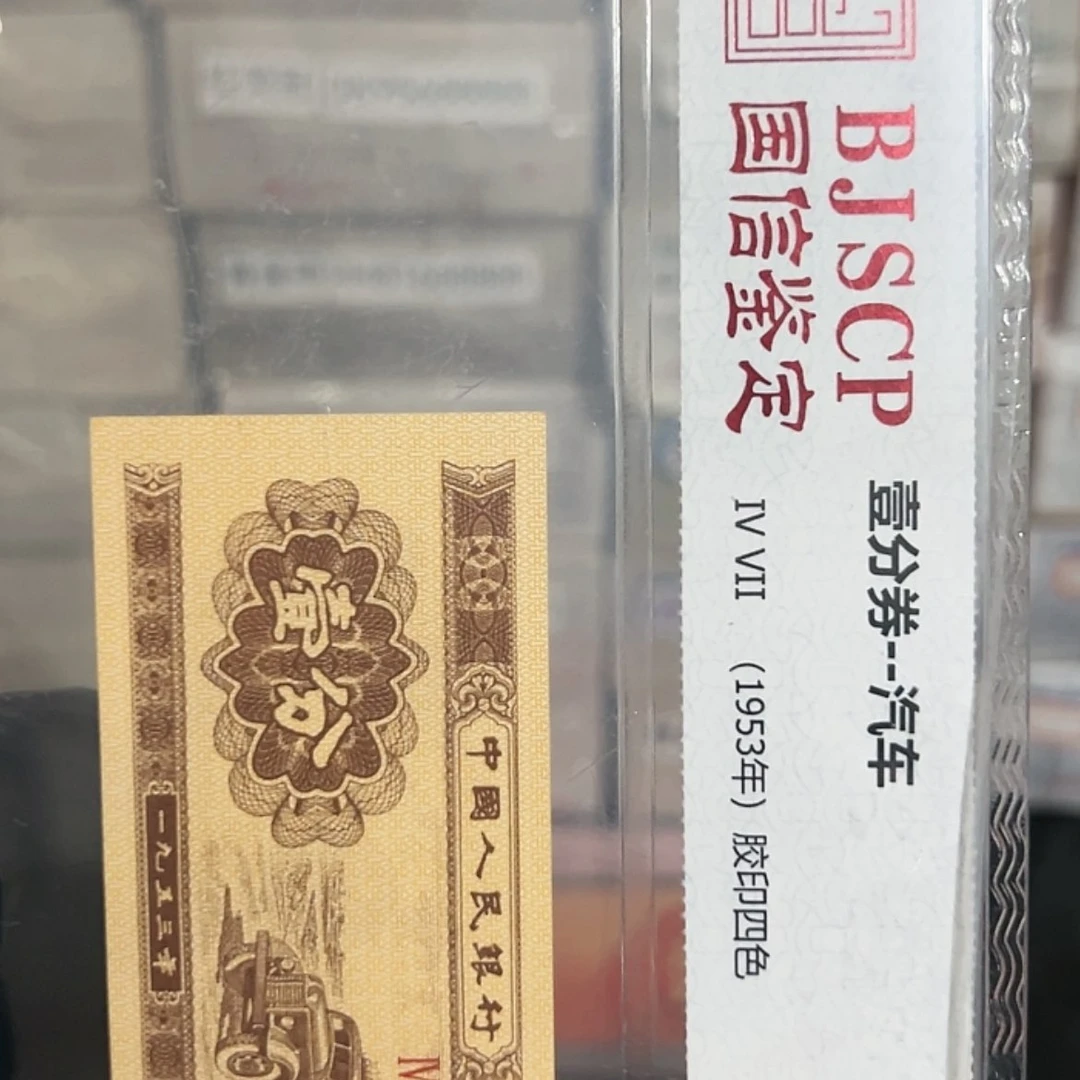 BJSCP
国信鉴定
壹分券--汽车
IV VII (1953年) 胶印四色
中國人民銀行
壹分
一九五三年